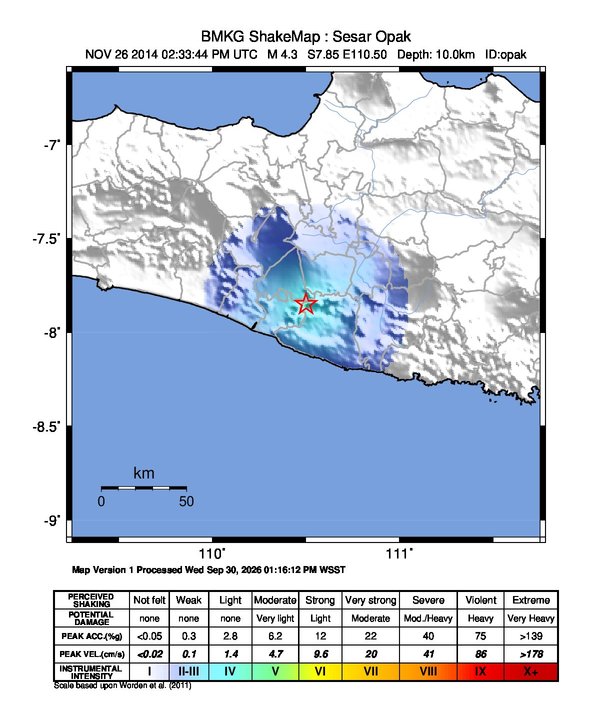 BMKG ShakeMap : Sesar Opak
NOV 26 2014 02:33:44 PM UTC M 4.3 S7.85 E110.50 Depth: 10.0km ID:opak
-7˚
-7.5˚
-8˚
-8.5˚
-9˚
km
0 50
110˚ 111˚
Map Version 1 Processed Wed Sep 30, 2026 01:16:12 PM WSST
PERCEIVED SHAKING Not felt Weak Light Moderate Strong Very strong Severe Violent Extreme
POTENTIAL DAMAGE none none none Very light Light Moderate Mod./Heavy Heavy Very Heavy
PEAK ACC.(%g) <0.05 0.3 2.8 6.2 12 22 40 75 >139
PEAK VEL.(cm/s) <0.02 0.1 1.4 4.7 9.6 20 41 86 >178
INSTRUMENTAL INTENSITY I II-III IV V VI VII VIII IX X+
Scale based upon Worden et al. (2011)